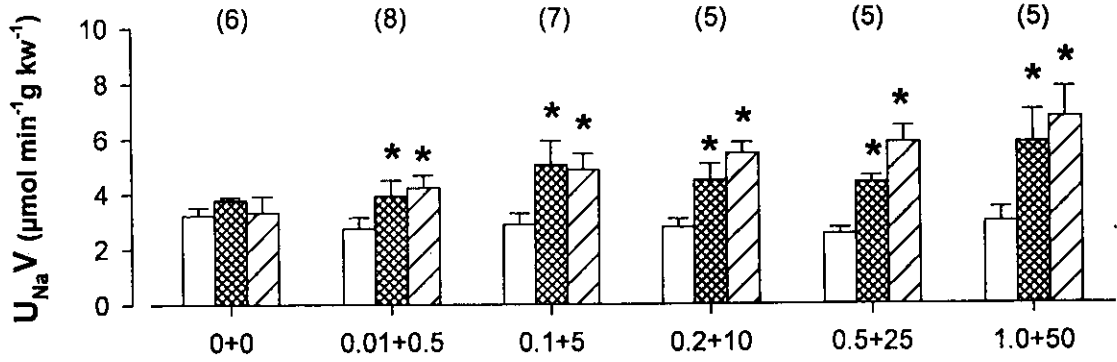 (6) (8) (7) (5) (5) (5)
U_Na V (µmol min⁻¹g kw⁻¹)
10
8
6
4
2
0
* * * * * * * * * *
0+0 0.01+0.5 0.1+5 0.2+10 0.5+25 1.0+50